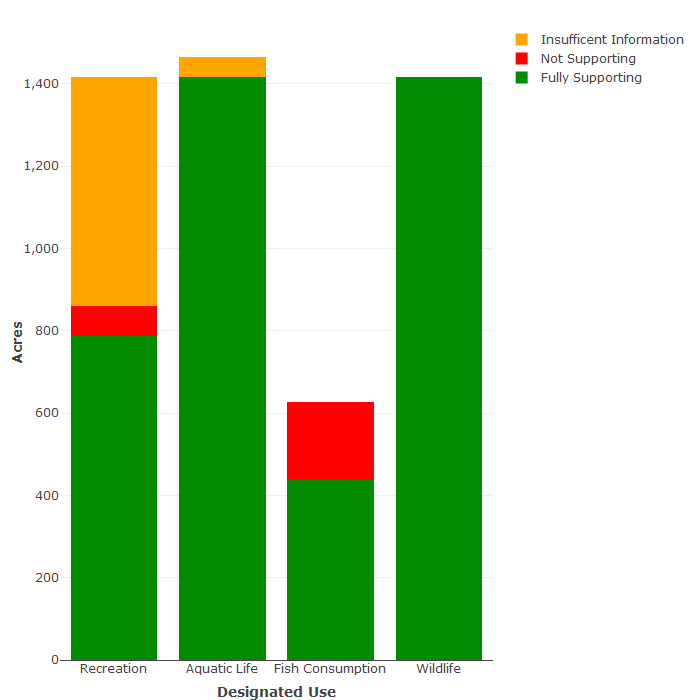 Insufficent Information
Not Supporting
Fully Supporting
1,400
1,200
1,000
800
600
400
200
0
Acres
Recreation Aquatic Life Fish Consumption Wildlife
Designated Use